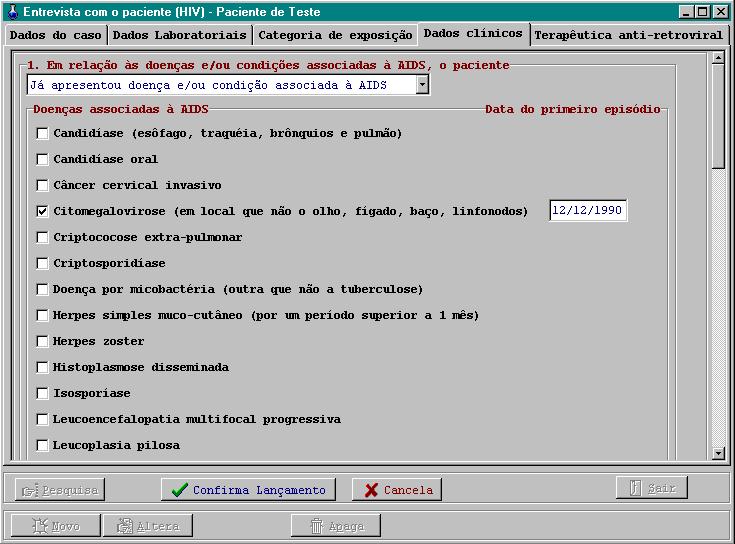 Entrevista com o paciente (HIV) - Paciente de Teste
Dados do caso Dados Laboratoriais Categoria de exposição Dados clínicos Terapêutica anti-retroviral
1. Em relação às doenças e/ou condições associadas à AIDS, o paciente
Já apresentou doença e/ou condição associada à AIDS
Doenças associadas à AIDS Data do primeiro episódio
Candidíase (esôfago, traquéia, brônquios e pulmão)
Candidíase oral
Câncer cervical invasivo
Citomegalovirose (em local que não o olho, fígado, baço, linfonodos) 12/12/1990
Criptococose extra-pulmonar
Criptosporidíase
Doença por micobactéria (outra que não a tuberculose)
Herpes simples muco-cutâneo (por um período superior a 1 mês)
Herpes zoster
Histoplasmose disseminada
Isosporíase
Leucoencefalopatia multifocal progressiva
Leucoplasia pilosa
Pesquisa Confirma Lançamento Cancela Sair
Novo Altera Apaga